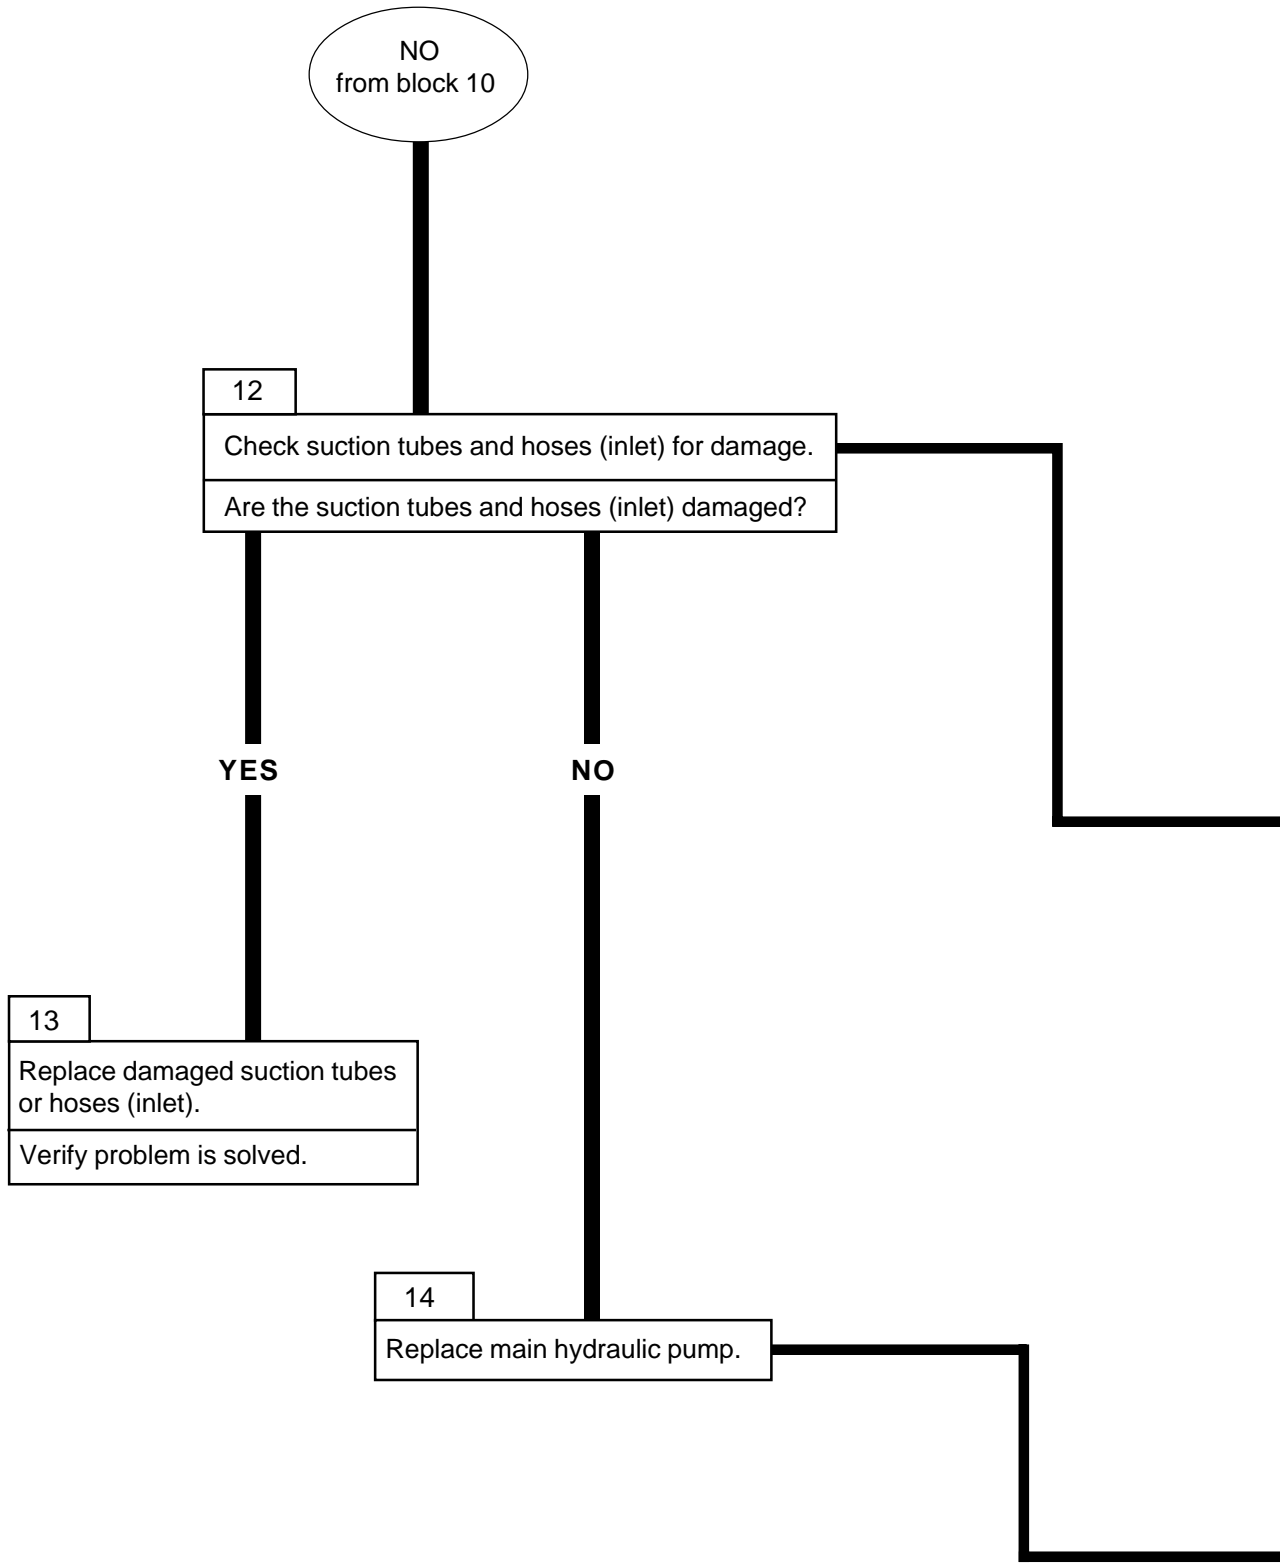 NO
from block 10
12
Check suction tubes and hoses (inlet) for damage.
Are the suction tubes and hoses (inlet) damaged?
YES
NO
13
Replace damaged suction tubes
or hoses (inlet).
Verify problem is solved.
14
Replace main hydraulic pump.